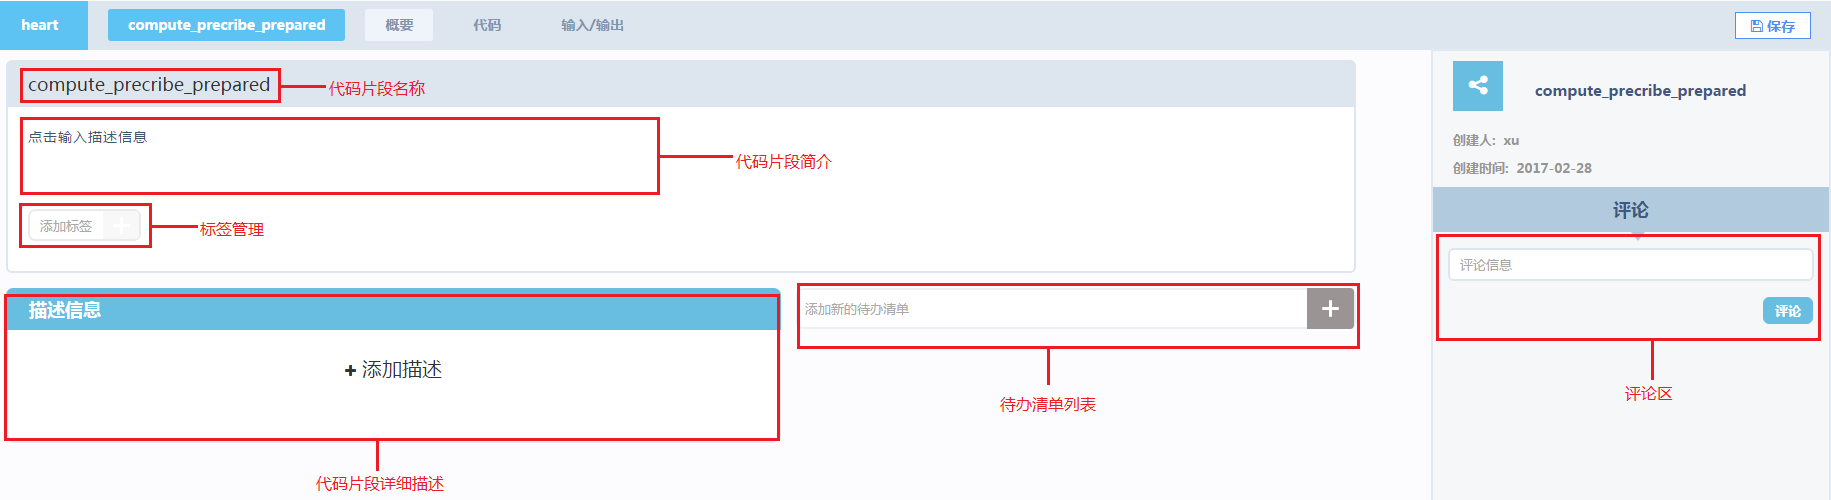 heart
compute_precribe_prepared
概要
代码
输入/输出
保存
compute_precribe_prepared
代码片段名称
点击输入描述信息
代码片段简介
添加标签
标签管理
描述信息
添加描述
代码片段详细描述
添加新的待办清单
待办清单列表
compute_precribe_prepared
创建人: xu
创建时间: 2017-02-28
评论
评论信息
评论
评论区